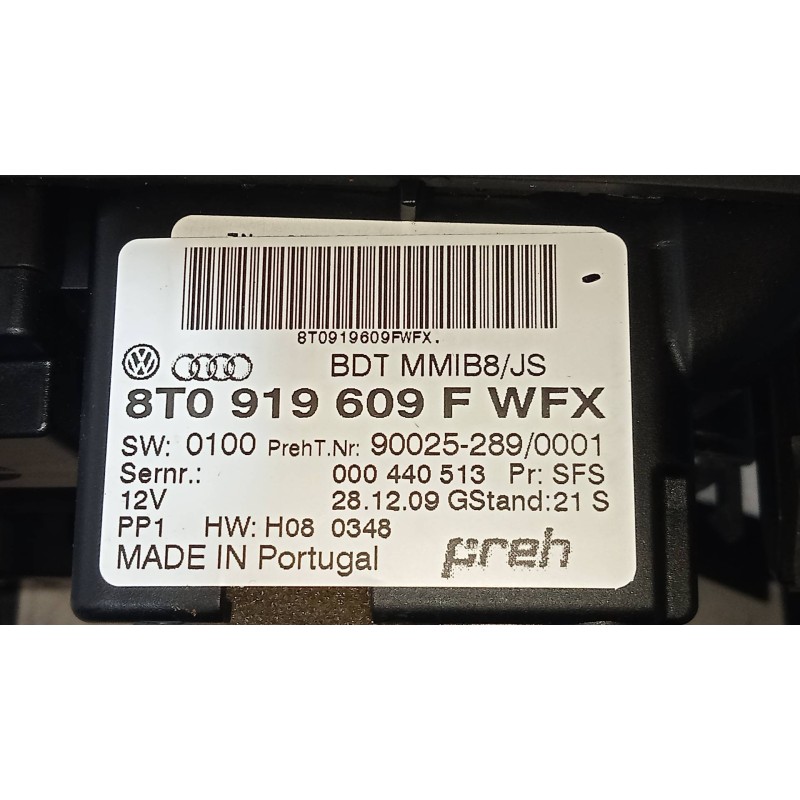 8T0919609FWFX.
BDT MMIB8/JS
8T0 919 609 F WFX
SW: 0100 PrehT.Nr: 90025-289/0001
Sernr.: 000 440 513 Pr: SFS
12V 28.12.09 GStand:21 S
PP1 HW: H08 0348
MADE IN Portugal preh